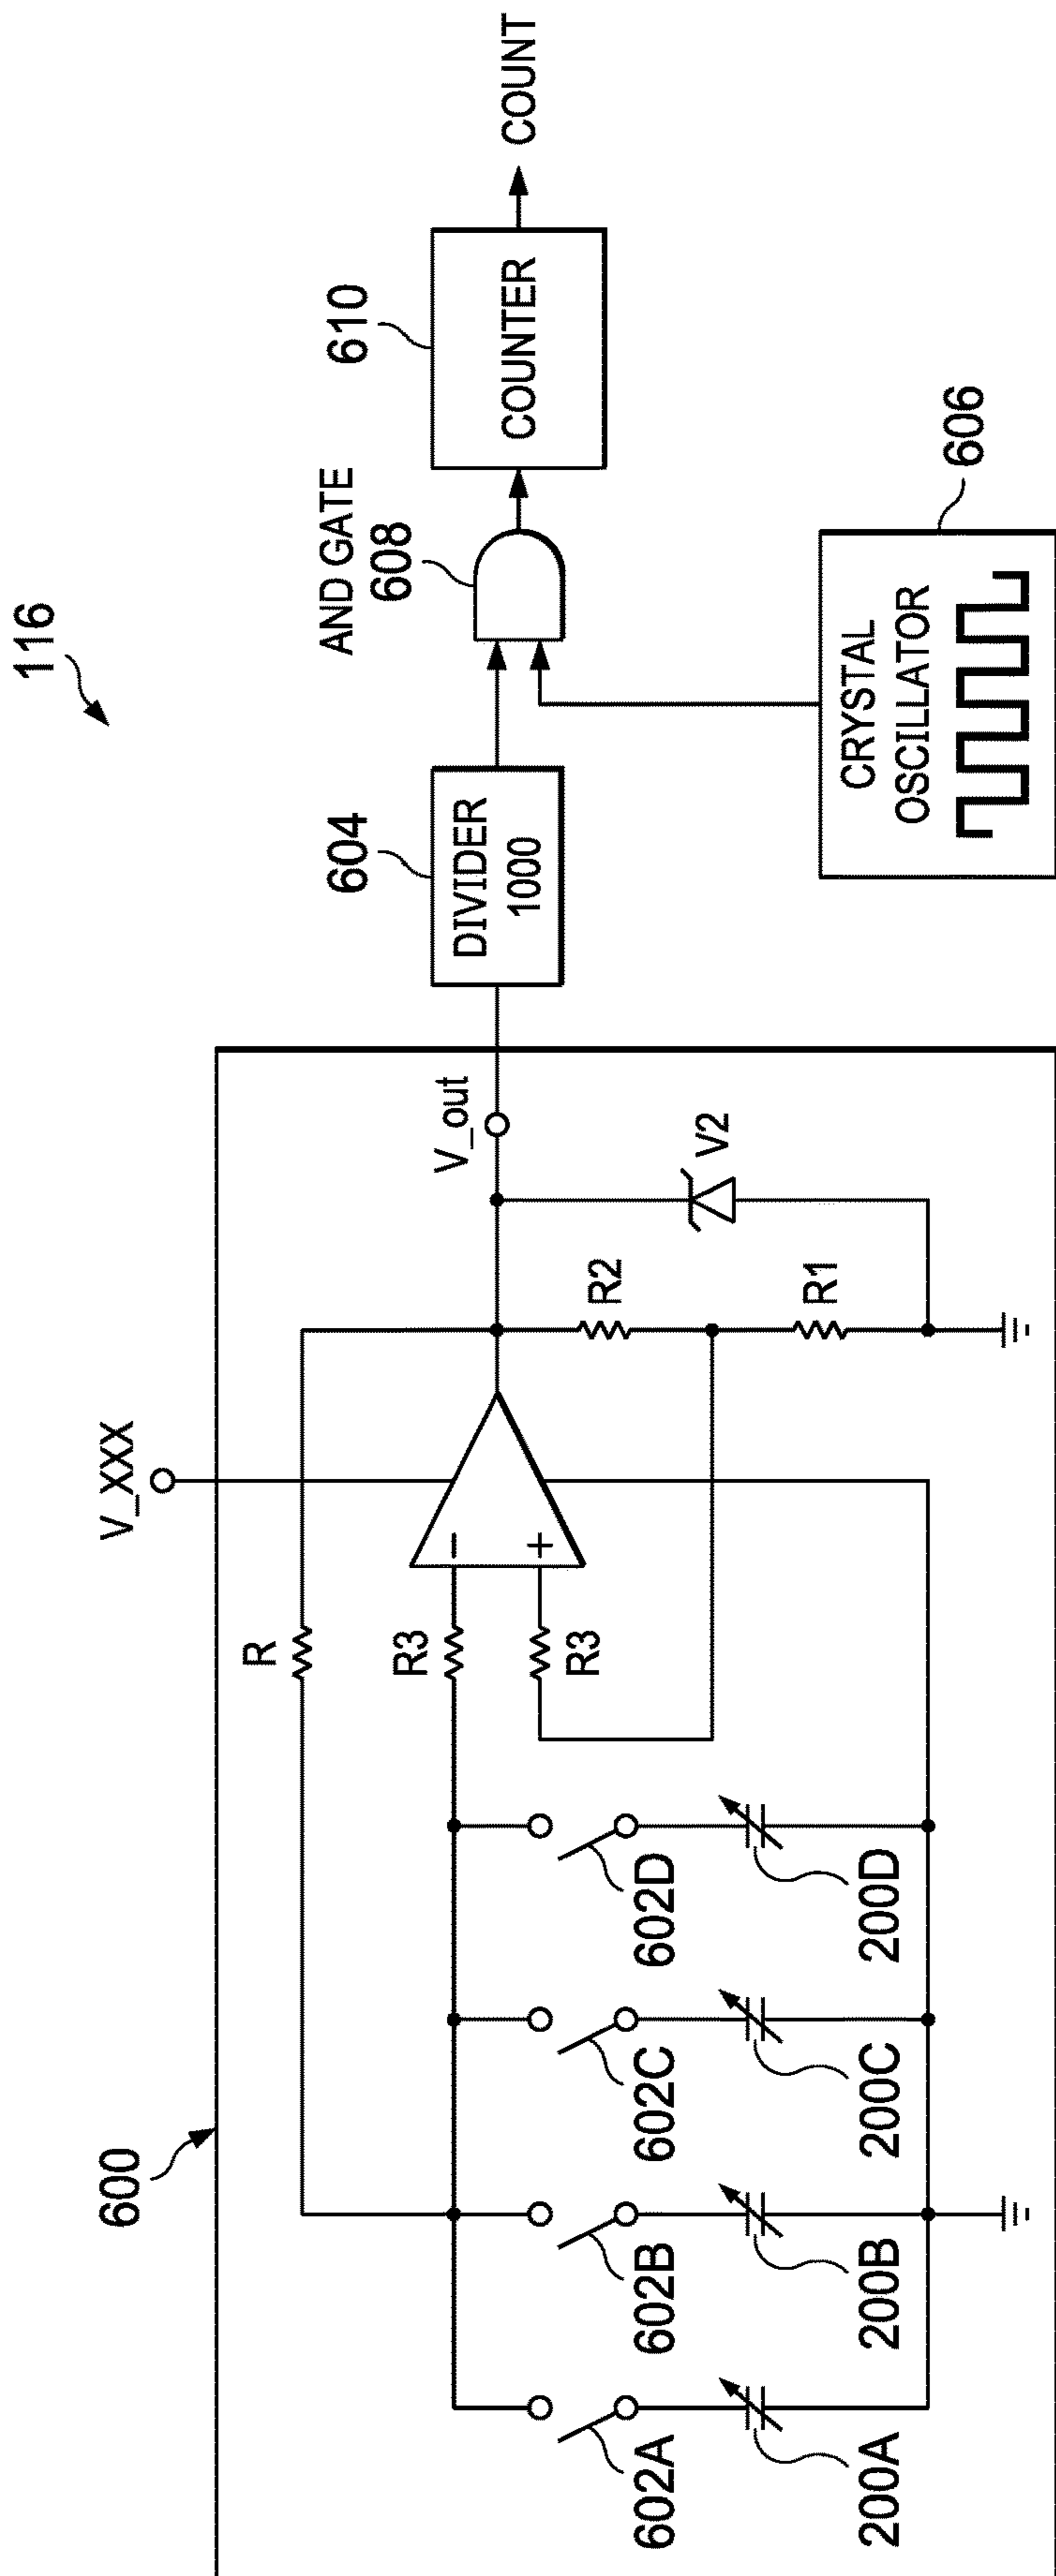 116
600
V_XXX
R
R3
R3
602A
602B
602C
602D
200A
200B
200C
200D
−
+
R2
R1
V_out
V2
604
DIVIDER
1000
AND GATE
608
610
COUNTER
COUNT
CRYSTAL
OSCILLATOR
606